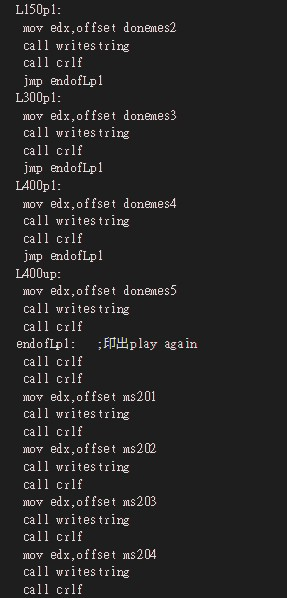 L150p1:
mov edx,offset donemes2
call writestring
call crlf
jmp endofLp1
L300p1:
mov edx,offset donemes3
call writestring
call crlf
jmp endofLp1
L400p1:
mov edx,offset donemes4
call writestring
call crlf
jmp endofLp1
L400up:
mov edx,offset donemes5
call writestring
call crlf
endofLp1:   ;印出play again
call crlf
call crlf
mov edx,offset ms201
call writestring
call crlf
mov edx,offset ms202
call writestring
call crlf
mov edx,offset ms203
call writestring
call crlf
mov edx,offset ms204
call writestring
call crlf